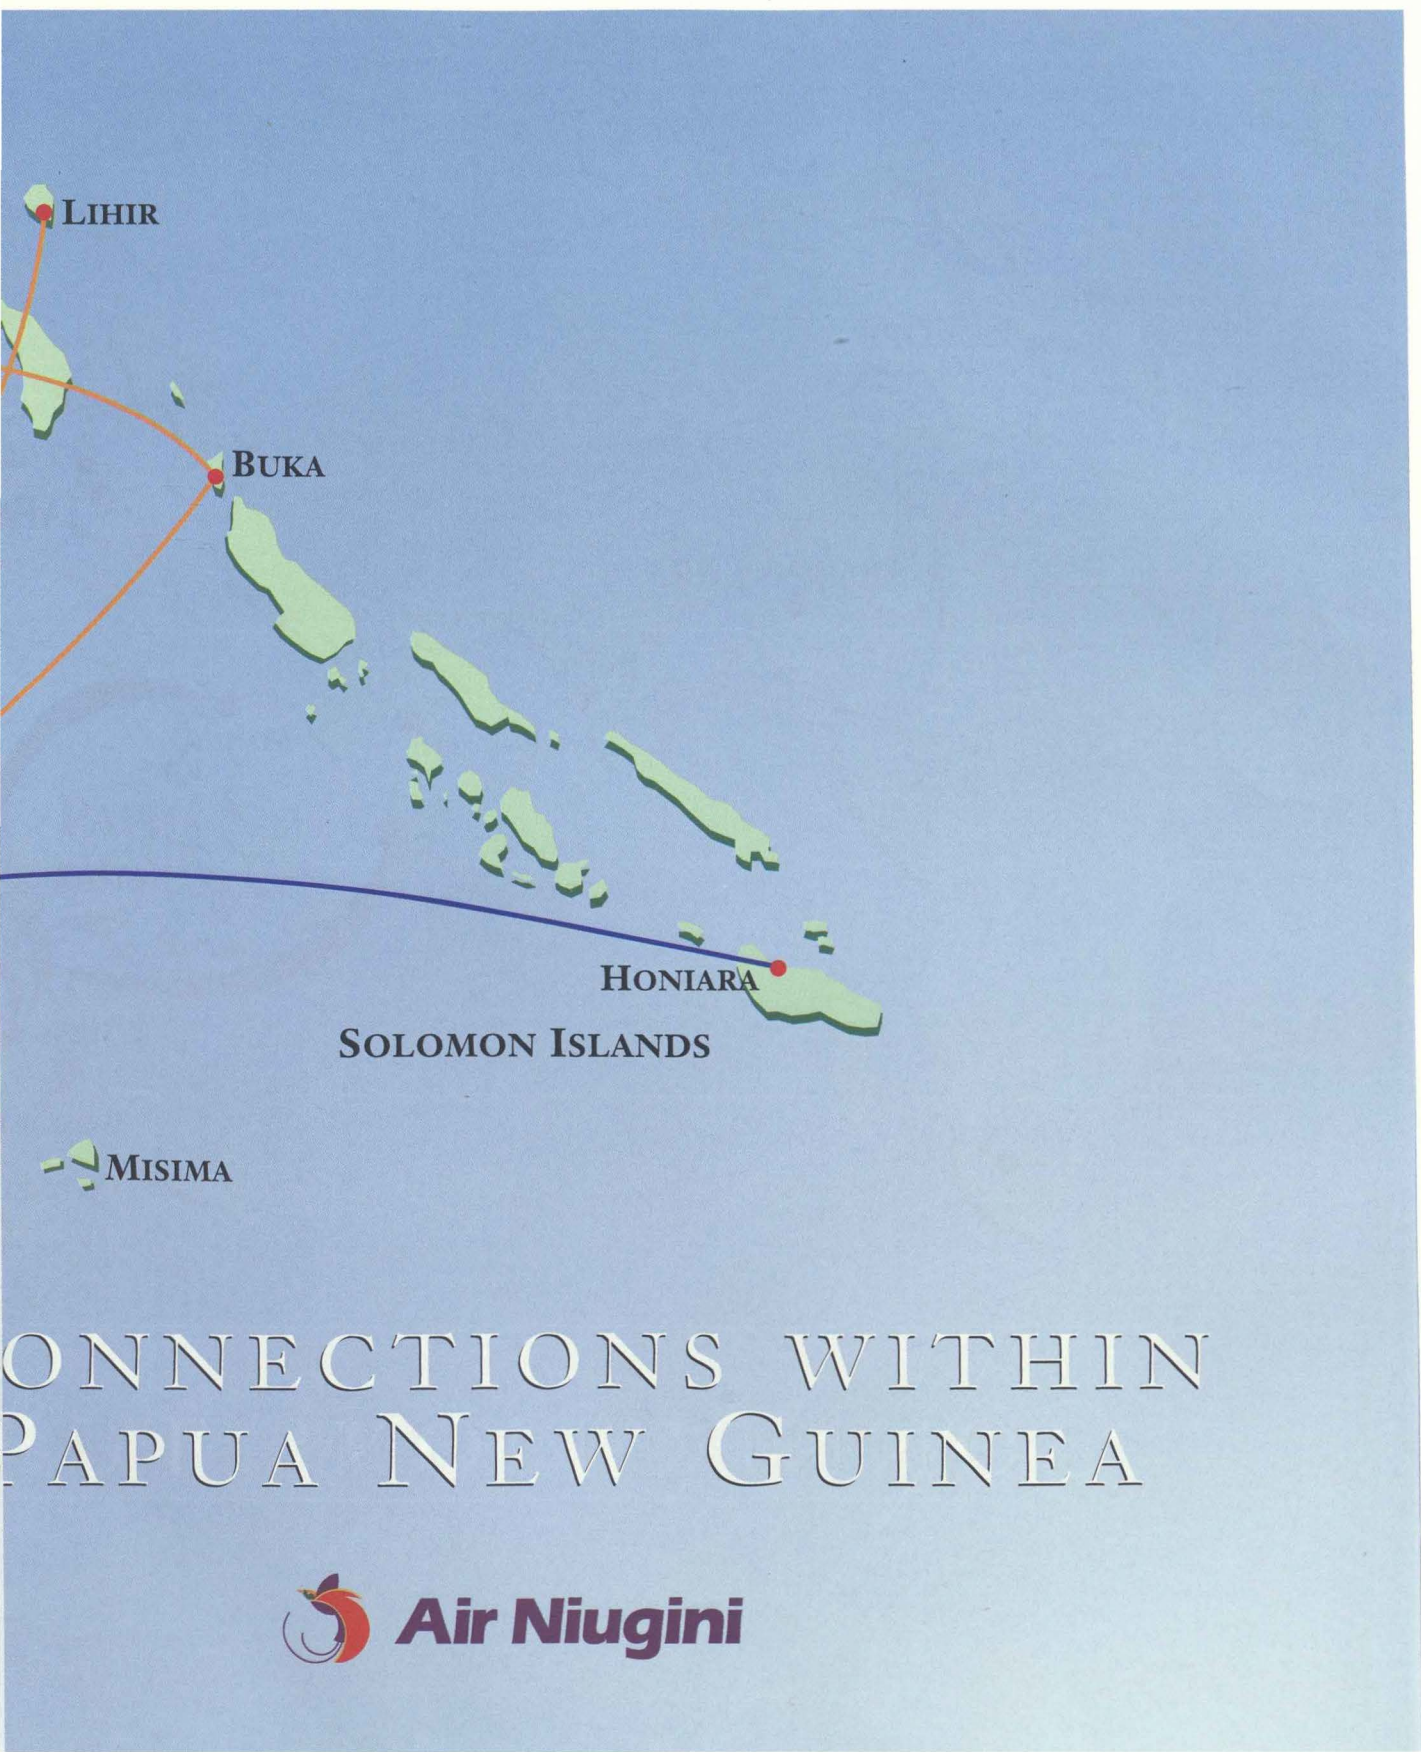 LIHIR
BUKA
HONIARA
SOLOMON ISLANDS
MISIMA
ONNECTIONS WITHIN
PAPUA NEW GUINEA
Air Niugini